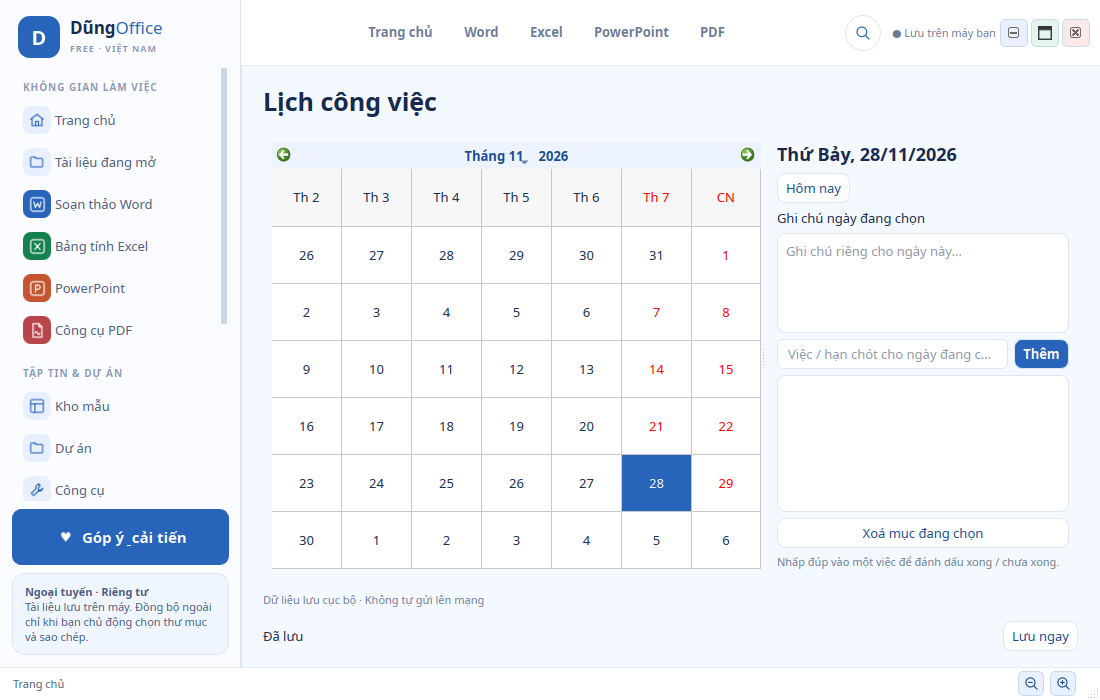 D
DũngOffice
FREE · VIỆT NAM
Trang chủ Word Excel PowerPoint PDF
Lưu trên máy bạn
KHÔNG GIAN LÀM VIỆC
Trang chủ
Tài liệu đang mở
Soạn thảo Word
Bảng tính Excel
PowerPoint
Công cụ PDF
TẬP TIN & DỰ ÁN
Kho mẫu
Dự án
Công cụ
♥ Góp ý _cải tiến
Ngoại tuyến · Riêng tư
Tài liệu lưu trên máy. Đồng bộ ngoài
chỉ khi bạn chủ động chọn thư mục
và sao chép.
Lịch công việc
Tháng 11 2026
Th 2 Th 3 Th 4 Th 5 Th 6 Th 7 CN
26 27 28 29 30 31 1
2 3 4 5 6 7 8
9 10 11 12 13 14 15
16 17 18 19 20 21 22
23 24 25 26 27 28 29
30 1 2 3 4 5 6
Thứ Bảy, 28/11/2026
Hôm nay
Ghi chú ngày đang chọn
Ghi chú riêng cho ngày này...
Việc / hạn chót cho ngày đang c... Thêm
Xoá mục đang chọn
Nhấp đúp vào một việc để đánh dấu xong / chưa xong.
Dữ liệu lưu cục bộ · Không tự gửi lên mạng
Đã lưu
Lưu ngay
Trang chủ